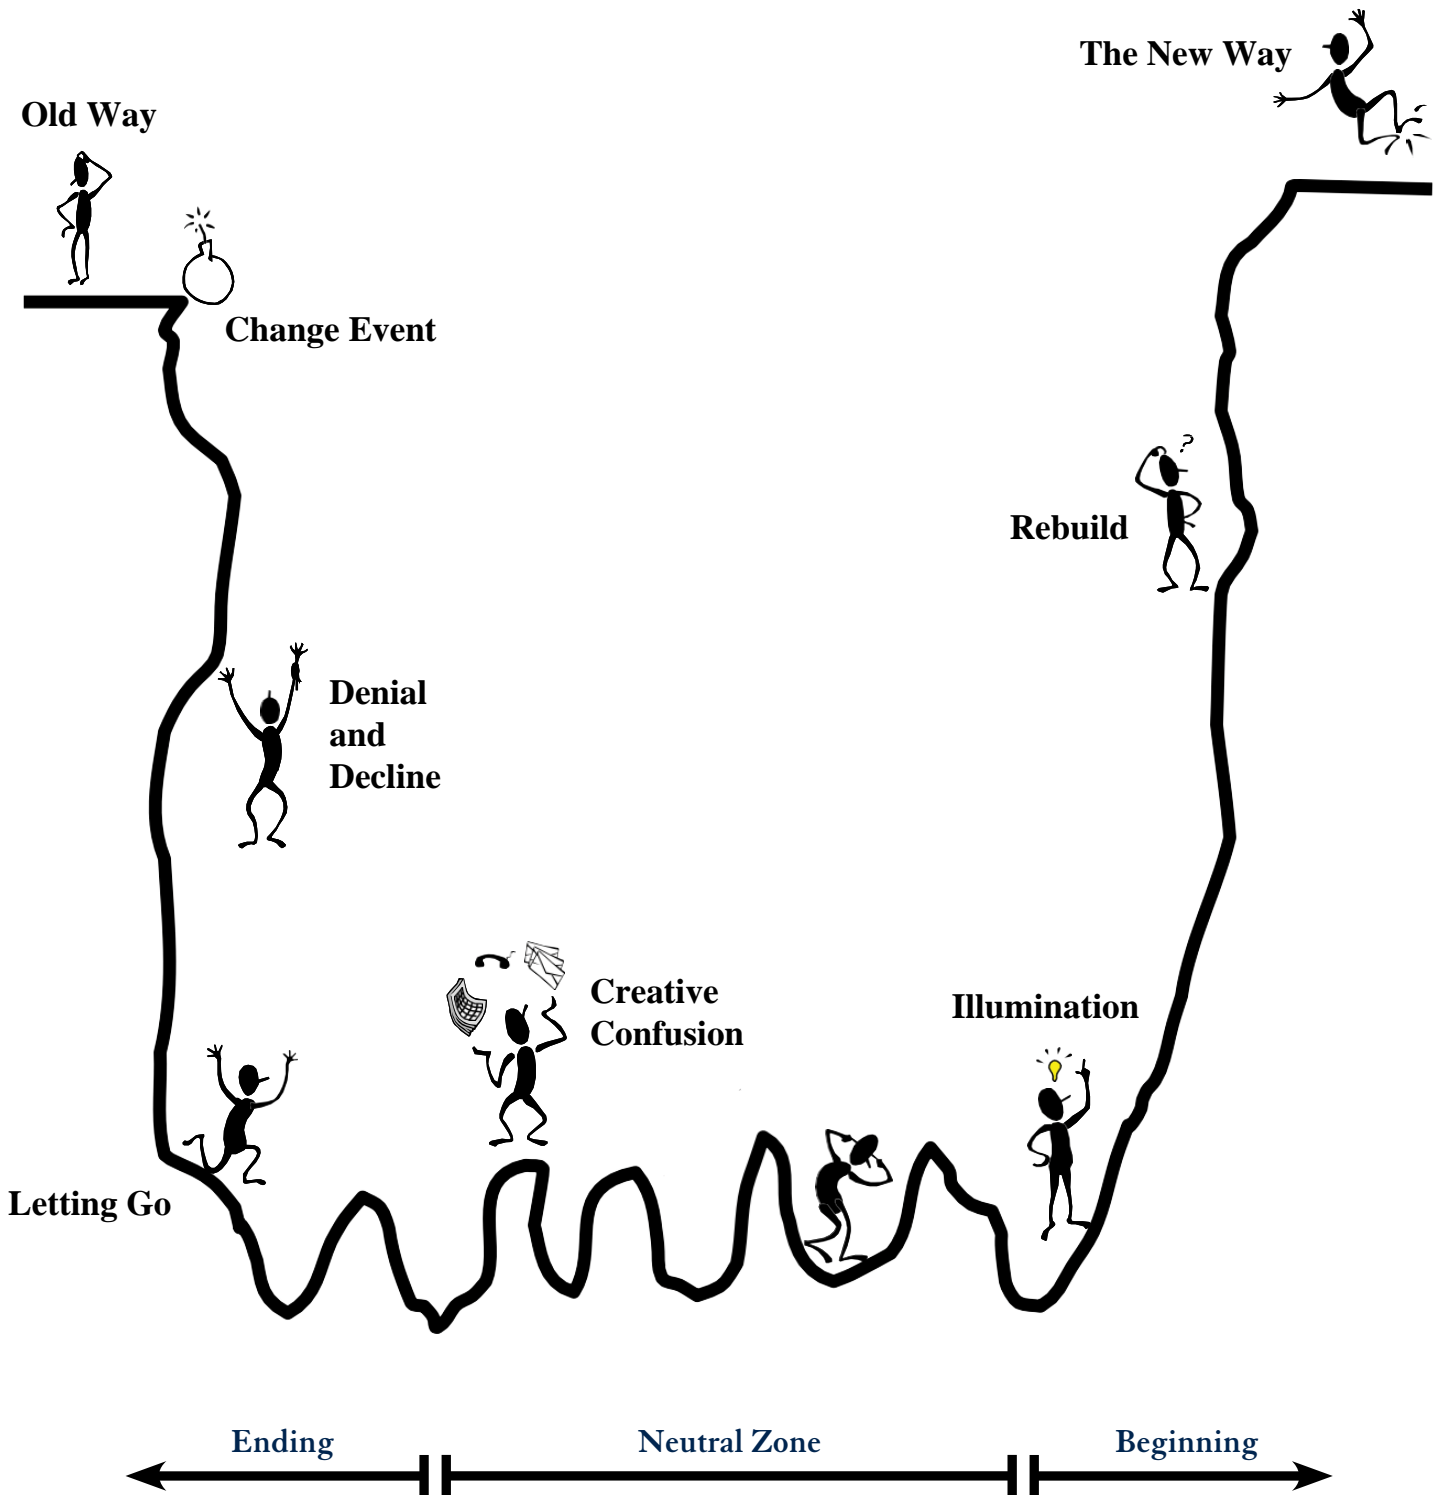 The New Way
Old Way
Change Event
?
Rebuild
Denial
and
Decline
Creative
Confusion
Illumination
Letting Go
Ending
Neutral Zone
Beginning